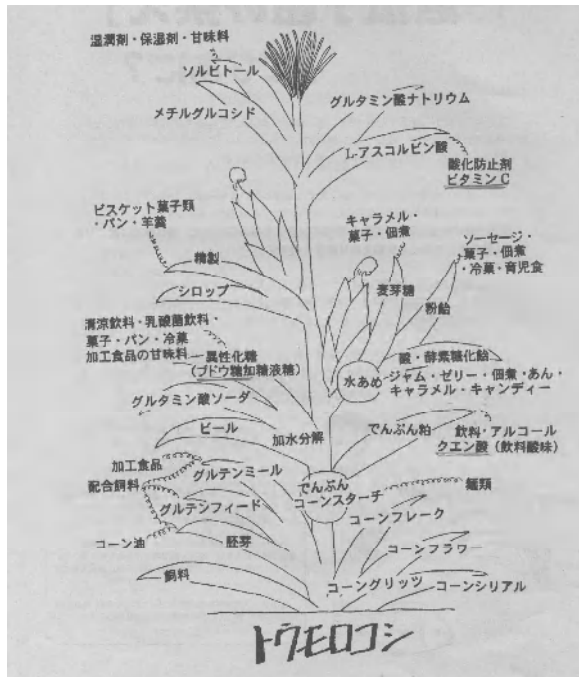 湿潤剤・保湿剤・甘味料
ソルビトール
メチルグルコシド
グルタミン酸ナトリウム
L-アスコルビン酸
酸化防止剤
ビタミンC
ビスケット菓子類
・パン・羊羹
精製
シロップ
キャラメル・
菓子・佃煮
麦芽糖
ソーセージ・
菓子・佃煮
・冷菓・育児食
粉飴
清涼飲料・乳酸菌飲料・
菓子・パン・冷菓
加工食品の甘味料
異性化糖
(ブドウ糖加糖液糖)
酸・酵素糖化飴
水あめ
ジャム・ゼリー・佃煮・あん・
キャラメル・キャンディー
グルタミン酸ソーダ
ビール
加水分解
でんぷん粕
飲料・アルコール
クエン酸(飲料酸味)
加工食品
配合飼料
グルテンミール
グルテンフィード
でんぷん
コーンスターチ
麺類
コーンフレーク
コーンフラワー
コーン油
胚芽
飼料
コーングリッツ
コーンシリアル
トウモロコシ